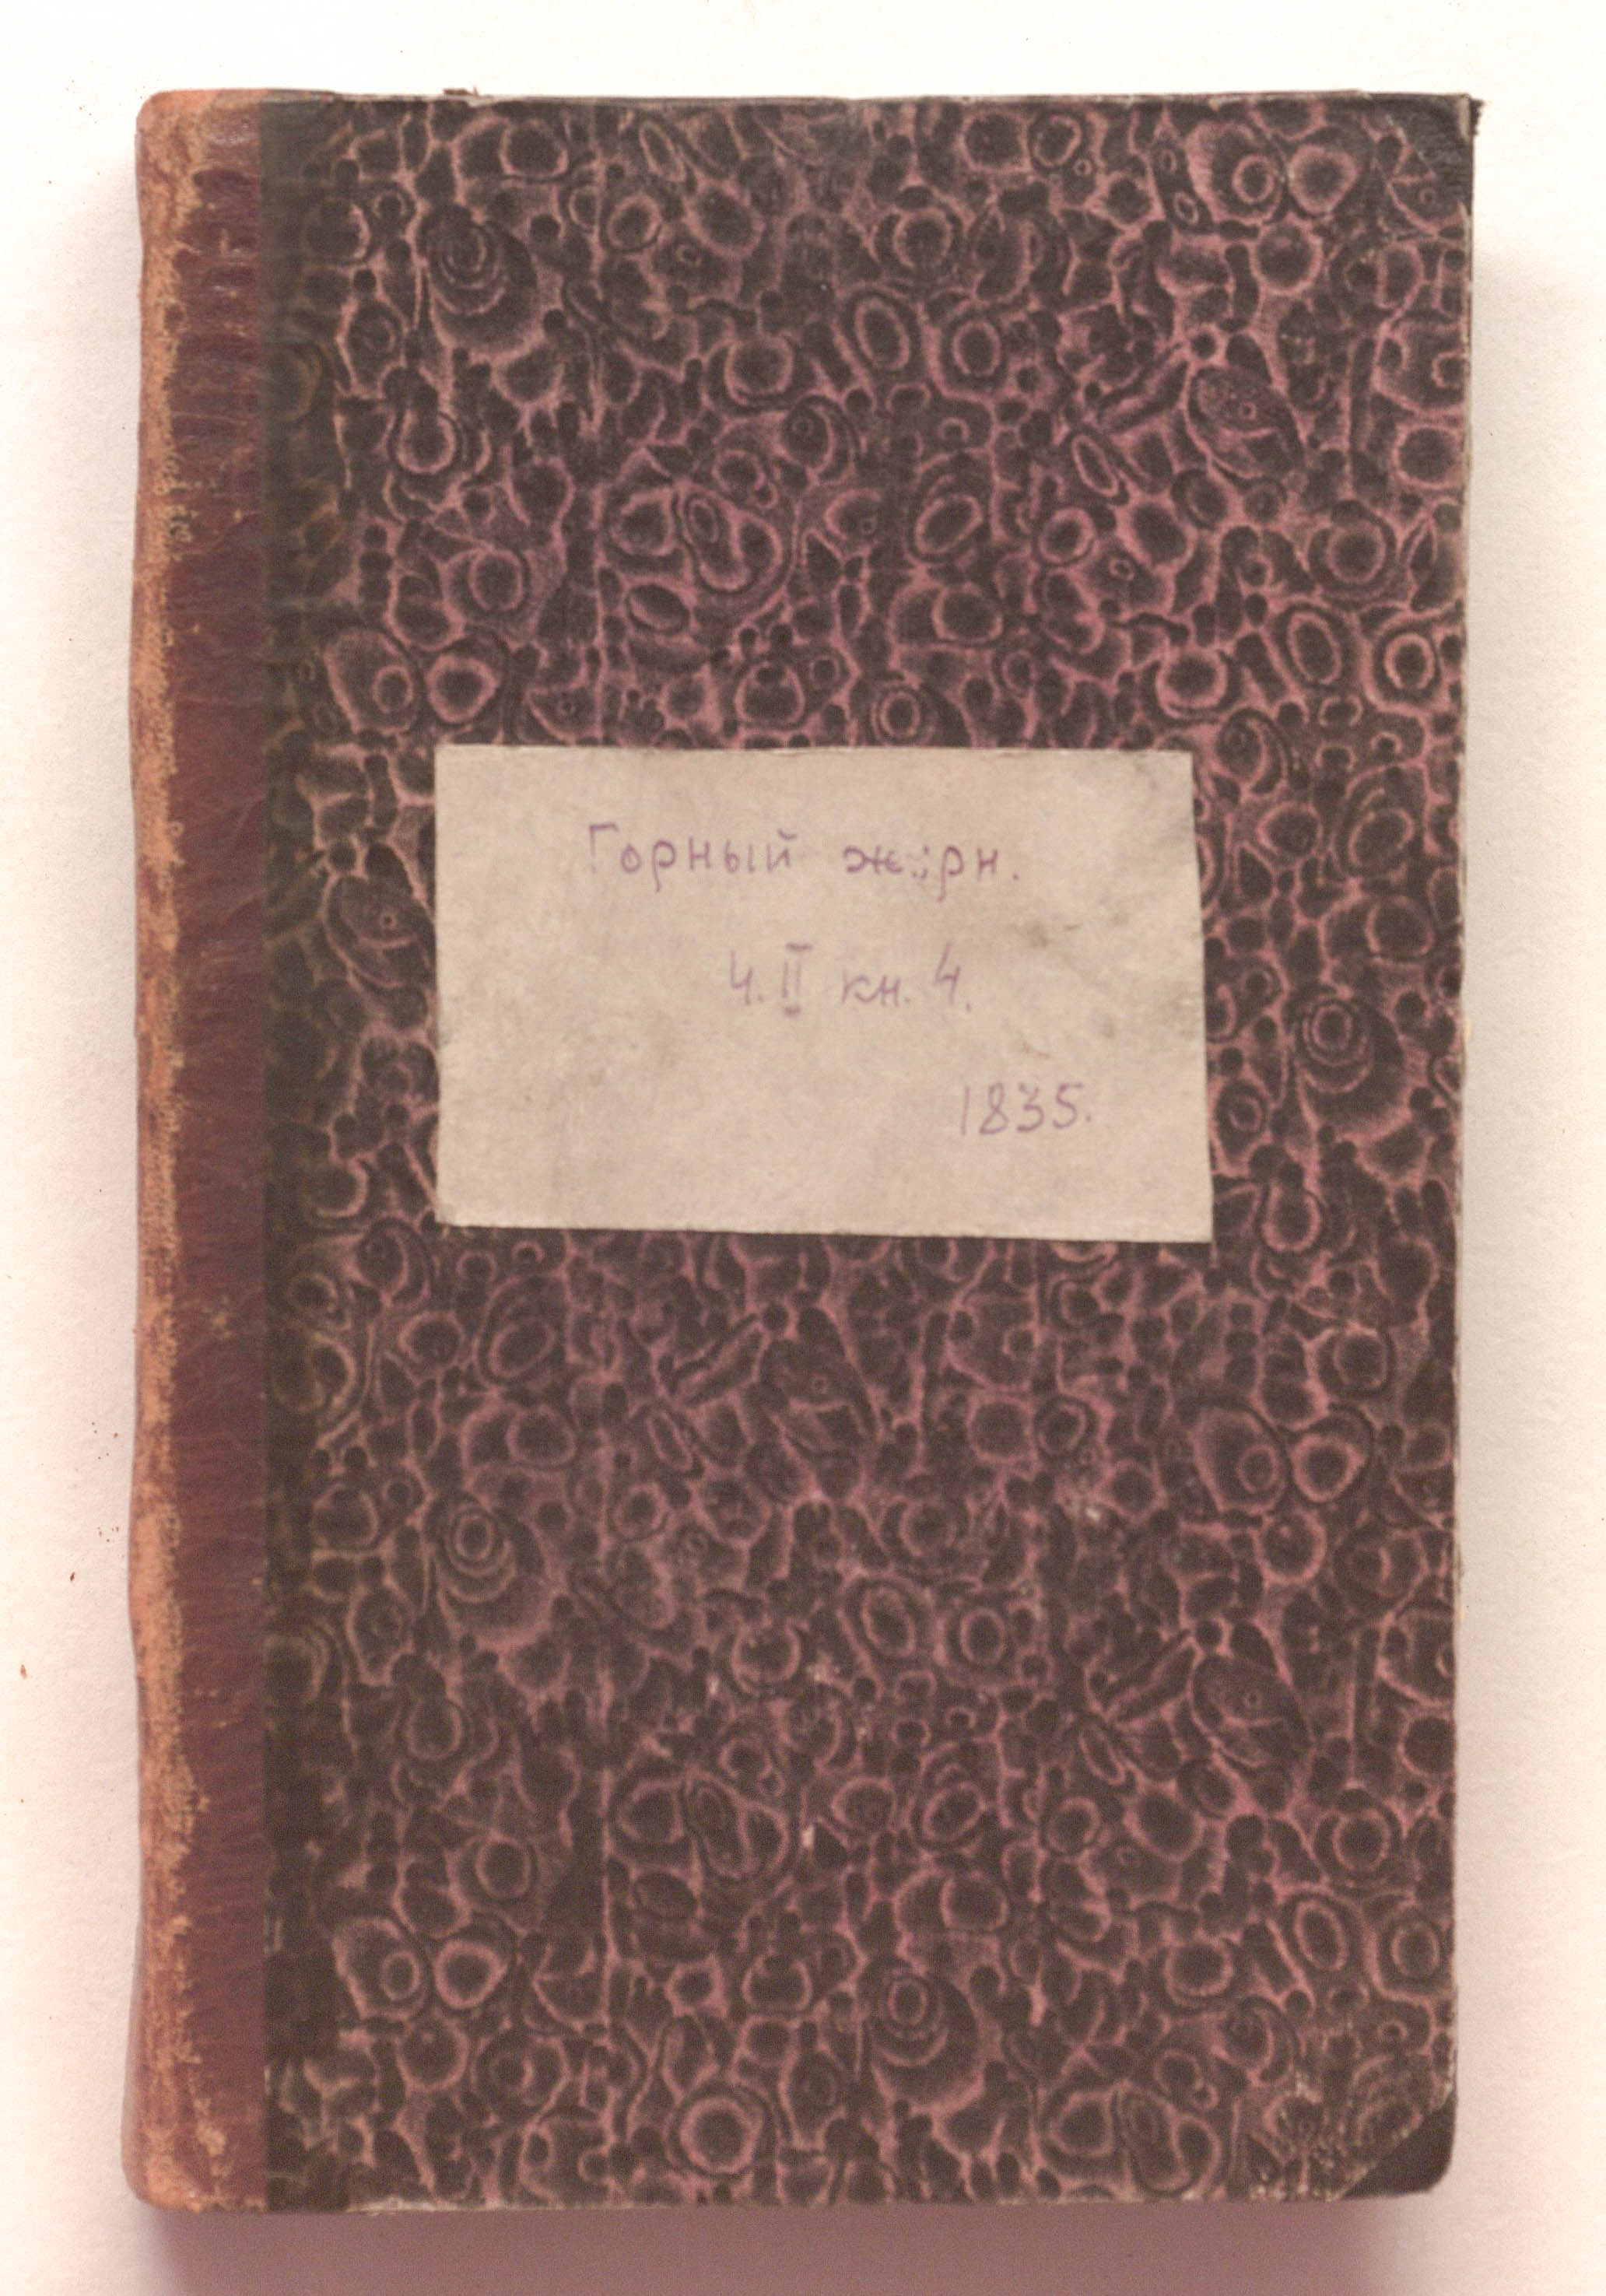 Горный журн.
Ч. II кн. 4.
1835.